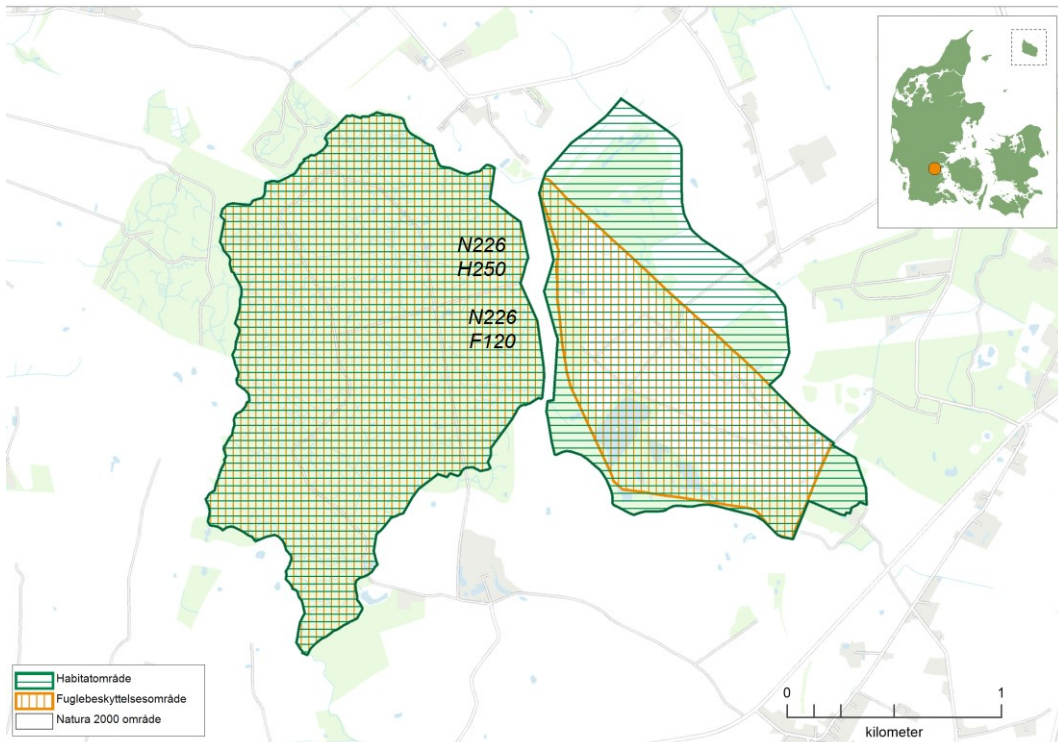 N226
H250
N226
F120
Habitatområde
Fuglebeskyttelsesområde
Natura 2000 område
0 1
kilometer